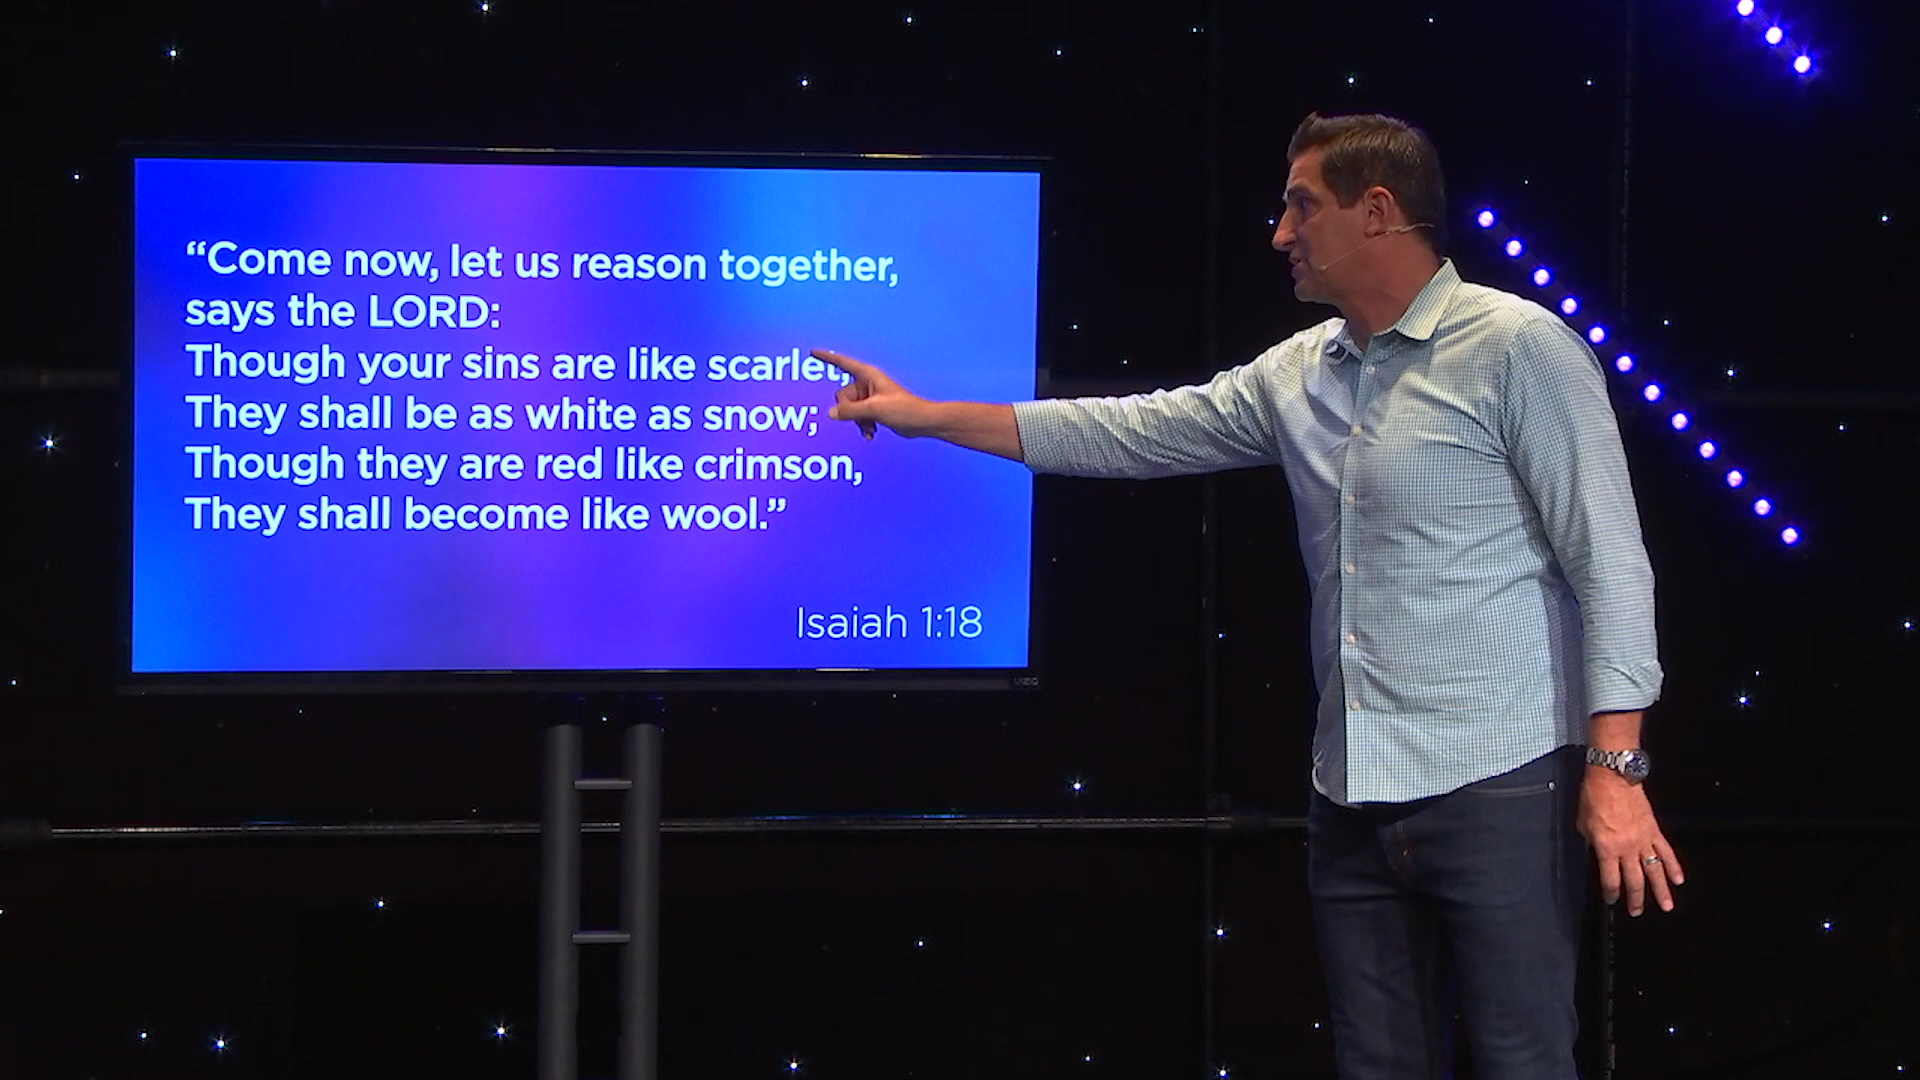 “Come now, let us reason together,
says the LORD:
Though your sins are like scarlet,
They shall be as white as snow;
Though they are red like crimson,
They shall become like wool.”
Isaiah 1:18
VIZIO